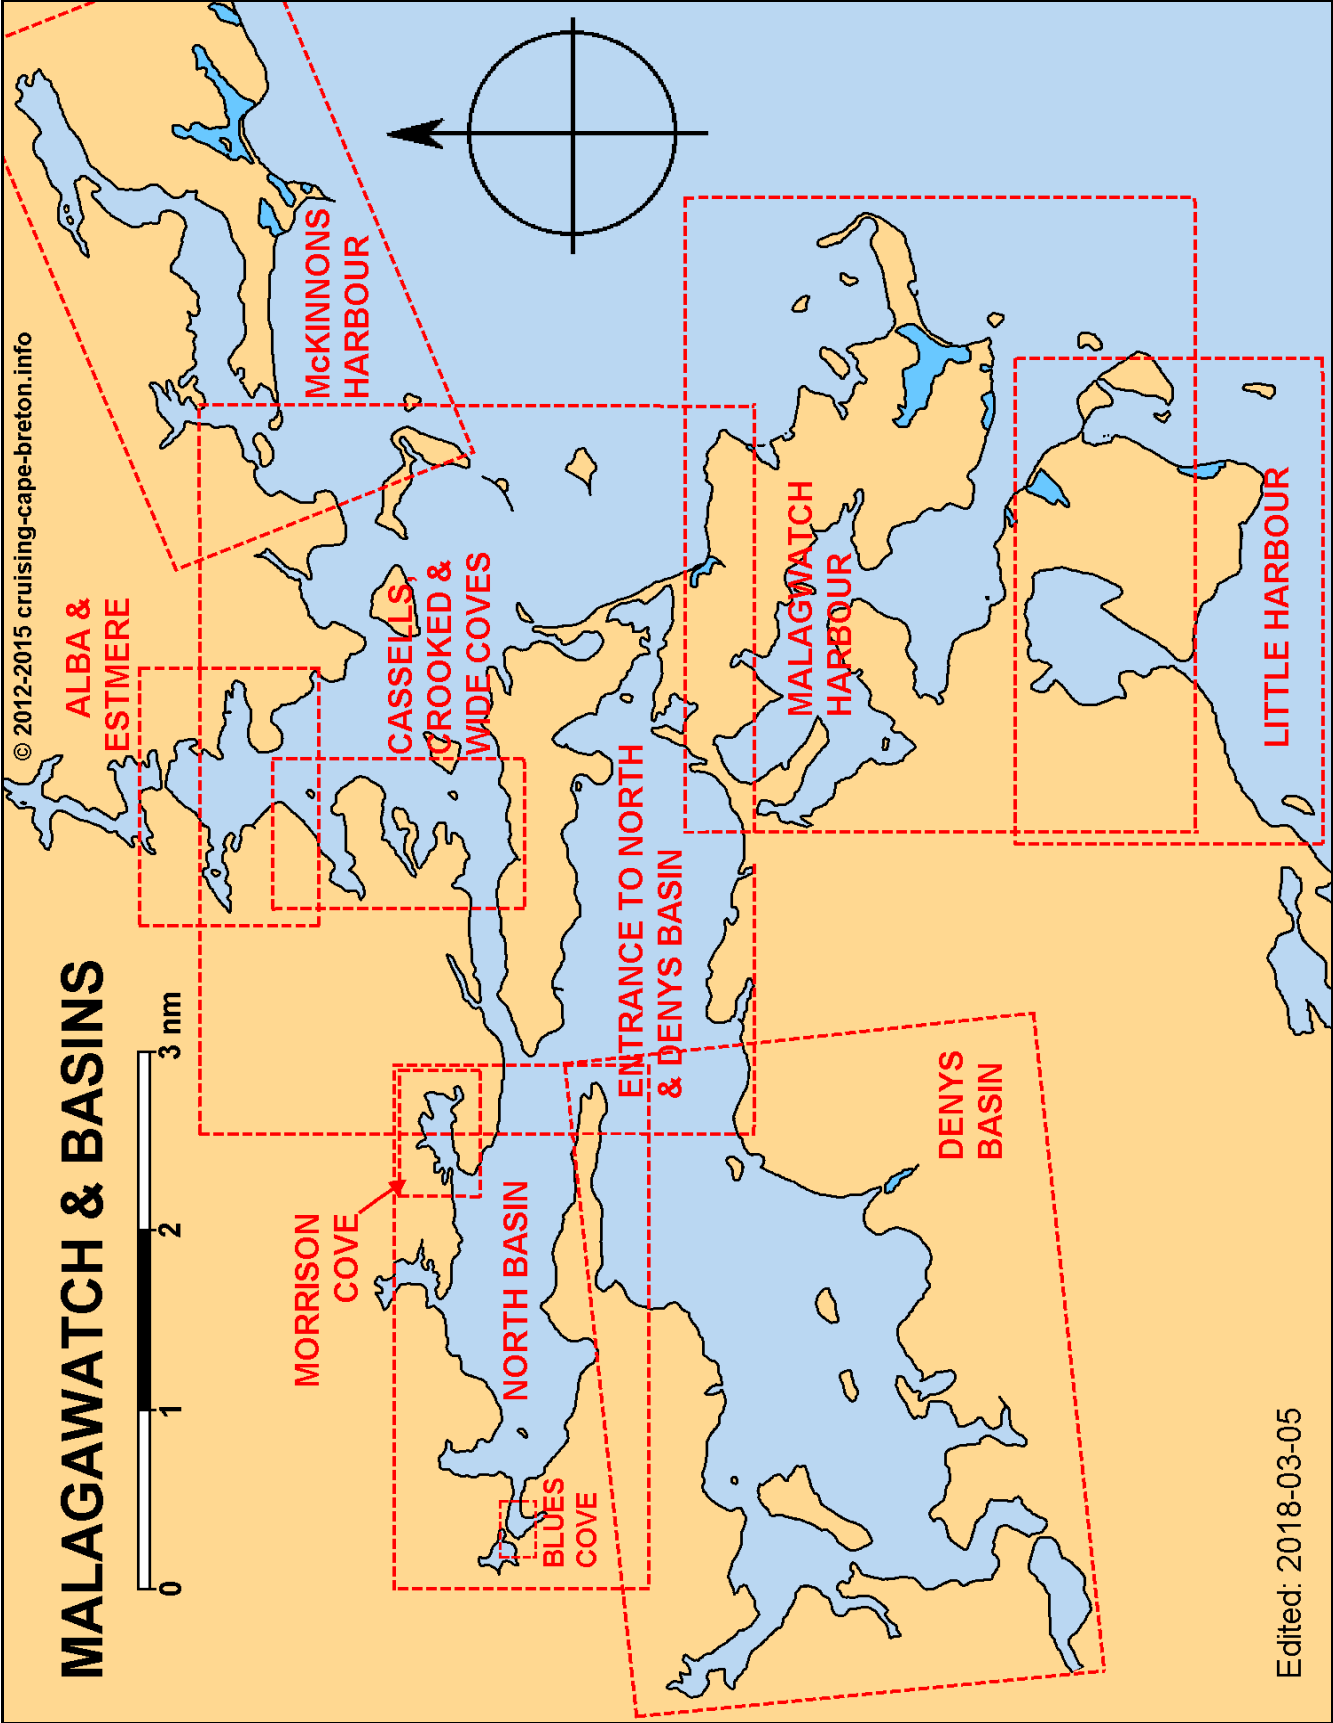 MALAGAWATCH & BASINS
0 1 2 3 nm
© 2012-2015 cruising-cape-breton.info
ALBA &
ESTMERE
McKINNONS
HARBOUR
MORRISON
COVE
CASSELLS,
CROOKED &
WIDE COVES
NORTH BASIN
BLUES
COVE
ENTRANCE TO NORTH
& DENYS BASIN
MALAGWATCH
HARBOUR
DENYS
BASIN
LITTLE HARBOUR
Edited: 2018-03-05